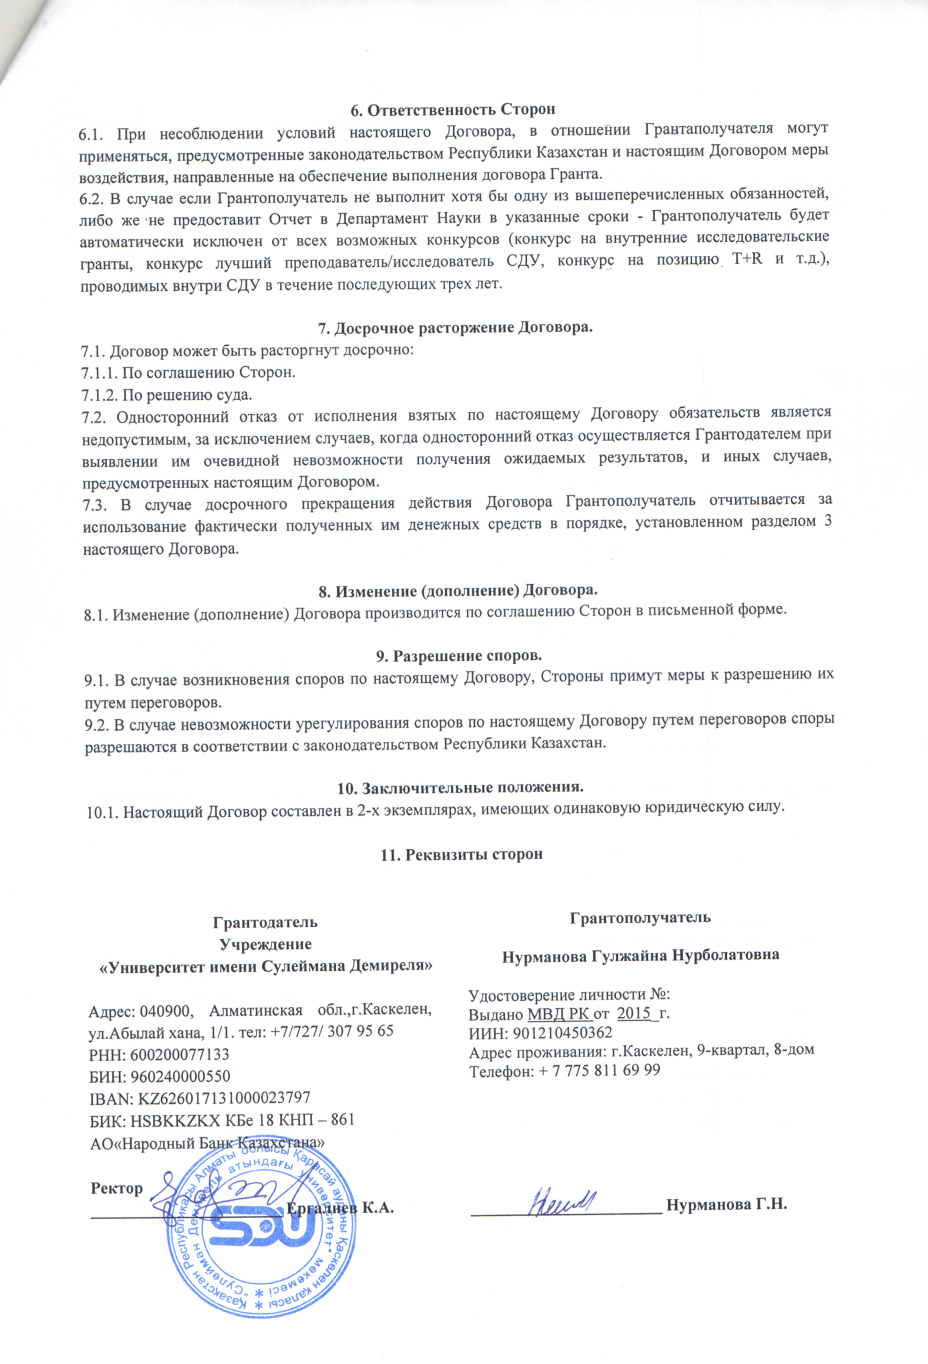 6. Ответственность Сторон
6.1. При несоблюдении условий настоящего Договора, в отношении Грантаполучателя могут
применяться, предусмотренные законодательством Республики Казахстан и настоящим Договором меры
воздействия, направленные на обеспечение выполнения договора Гранта.
6.2. В случае если Грантополучатель не выполнит хотя бы одну из вышеперечисленных обязанностей,
либо же не предоставит Отчет в Департамент Науки в указанные сроки - Грантополучатель будет
автоматически исключен от всех возможных конкурсов (конкурс на внутренние исследовательские
гранты, конкурс лучший преподаватель/исследователь СДУ, конкурс на позицию T+R и т.д.),
проводимых внутри СДУ в течение последующих трех лет.
7. Досрочное расторжение Договора.
7.1. Договор может быть расторгнут досрочно:
7.1.1. По соглашению Сторон.
7.1.2. По решению суда.
7.2. Односторонний отказ от исполнения взятых по настоящему Договору обязательств является
недопустимым, за исключением случаев, когда односторонний отказ осуществляется Грантодателем при
выявлении им очевидной невозможности получения ожидаемых результатов, и иных случаев,
предусмотренных настоящим Договором.
7.3. В случае досрочного прекращения действия Договора Грантополучатель отчитывается за
использование фактически полученных им денежных средств в порядке, установленном разделом 3
настоящего Договора.
8. Изменение (дополнение) Договора.
8.1. Изменение (дополнение) Договора производится по соглашению Сторон в письменной форме.
9. Разрешение споров.
9.1. В случае возникновения споров по настоящему Договору, Стороны примут меры к разрешению их
путем переговоров.
9.2. В случае невозможности урегулирования споров по настоящему Договору путем переговоров споры
разрешаются в соответствии с законодательством Республики Казахстан.
10. Заключительные положения.
10.1. Настоящий Договор составлен в 2-х экземплярах, имеющих одинаковую юридическую силу.
11. Реквизиты сторон
Грантодатель
Учреждение
«Университет имени Сулеймана Демиреля»
Адрес: 040900, Алматинская обл.,г.Каскелен,
ул.Абылай хана, 1/1. тел: +7/727/ 307 95 65
РНН: 600200077133
БИН: 960240000550
IBAN: KZ626017131000023797
БИК: HSBKKZKX КБе 18 КНП – 861
АО«Народный Банк Казахстана»
Ректор
Ергалиев К.А.
Қазақстан Республикасы Алматы облысы Қарасай ауданы Қаскелең қаласы
"Сулейман Демирель атындағы университет" мекемесі
SDU
Грантополучатель
Нурманова Гулжайна Нурболатовна
Удостоверение личности №:
Выдано МВД РК от 2015 г.
ИИН: 901210450362
Адрес проживания: г.Каскелен, 9-квартал, 8-дом
Телефон: + 7 775 811 69 99
Нурманова Г.Н.